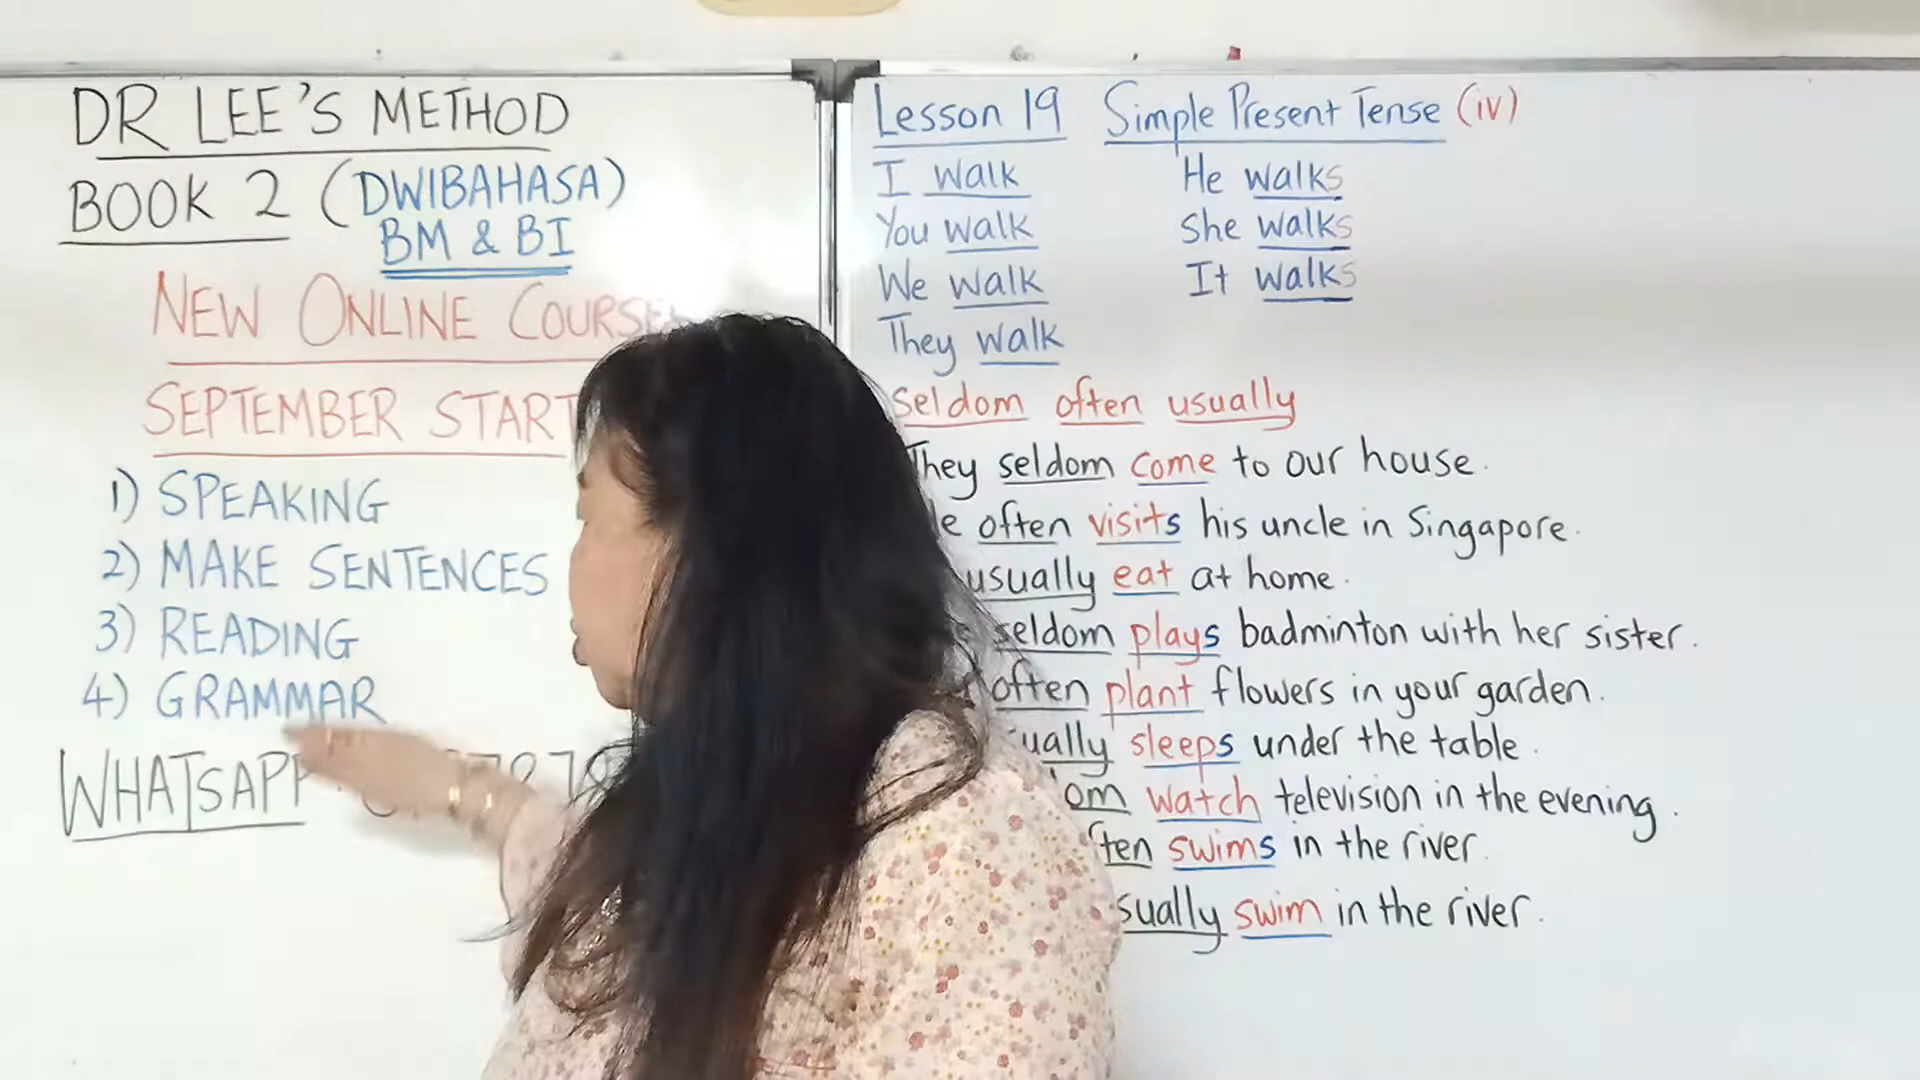 DR LEE'S METHOD
BOOK 2 (DWIBAHASA)
BM & BI
NEW ONLINE COURSE
SEPTEMBER START
1) SPEAKING
2) MAKE SENTENCES
3) READING
4) GRAMMAR
WHATSAPP
Lesson 19 Simple Present Tense (iv)
I walk He walks
You walk She walks
We walk It walks
They walk
seldom often usually
They seldom come to our house.
often visits his uncle in Singapore.
usually eat at home.
seldom plays badminton with her sister.
often plant flowers in your garden.
sleeps under the table.
watch television in the evening.
swims in the river.
swim in the river.